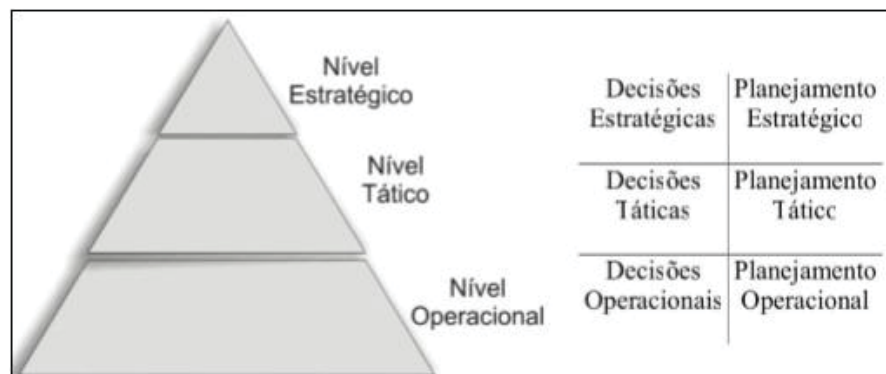 Nível
Estratégico
Decisões
Estratégicas
Planejamento
Estratégico
Nível
Tático
Decisões
Táticas
Planejamento
Tático
Nível
Operacional
Decisões
Operacionais
Planejamento
Operacional